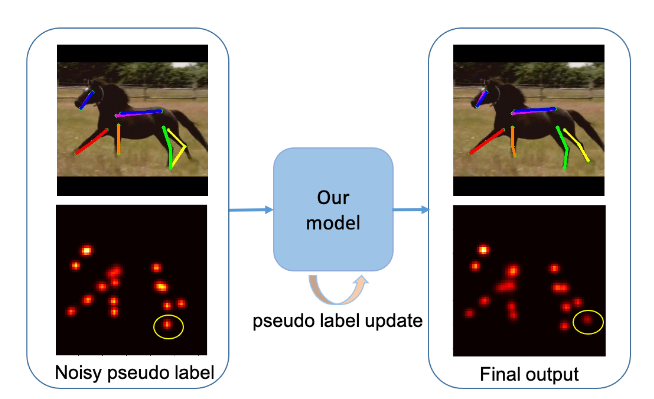 Our
model
pseudo label update
Noisy pseudo label
Final output